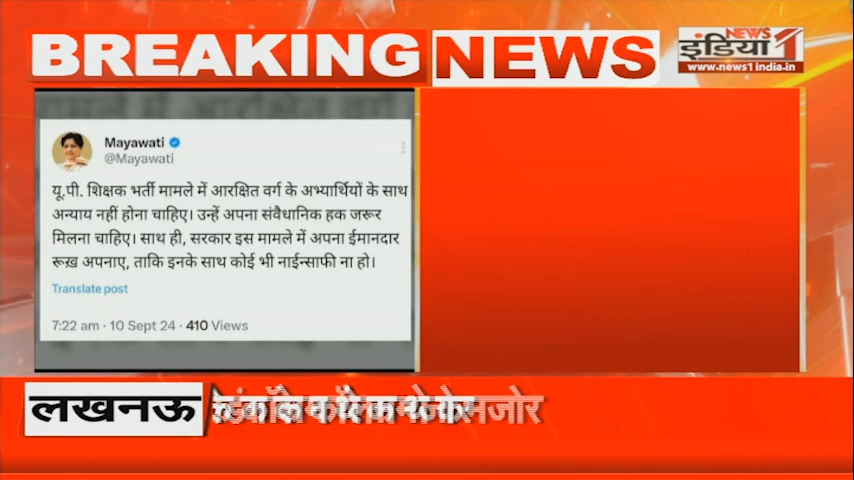 BREAKING NEWS
NEWS
इंडिया 1
www.news1india.in
Mayawati
@Mayawati
यू.पी. शिक्षक भर्ती मामले में आरक्षित वर्ग के अभ्यार्थियों के साथ
अन्याय नहीं होना चाहिए। उन्हें अपना संवैधानिक हक जरूर
मिलना चाहिए। साथ ही, सरकार इस मामले में अपना ईमानदार
रूख़ अपनाए, ताकि इनके साथ कोई भी नाईन्साफी ना हो।
Translate post
7:22 am · 10 Sept 24 · 410 Views
लखनऊ